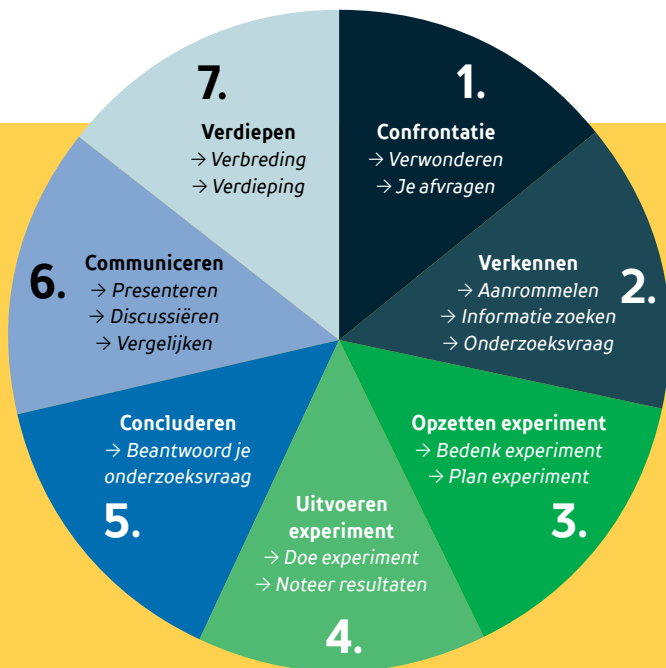 1.
Confrontatie
→ Verwonderen
→ Je afvragen
2.
Verkennen
→ Aanrommelen
→ Informatie zoeken
→ Onderzoeksvraag
Opzetten experiment
→ Bedenk experiment
→ Plan experiment
3.
Uitvoeren
experiment
→ Doe experiment
→ Noteer resultaten
4.
Concluderen
→ Beantwoord je
onderzoeksvraag
5.
6.
Communiceren
→ Presenteren
→ Discussiëren
→ Vergelijken
7.
Verdiepen
→ Verbreding
→ Verdieping